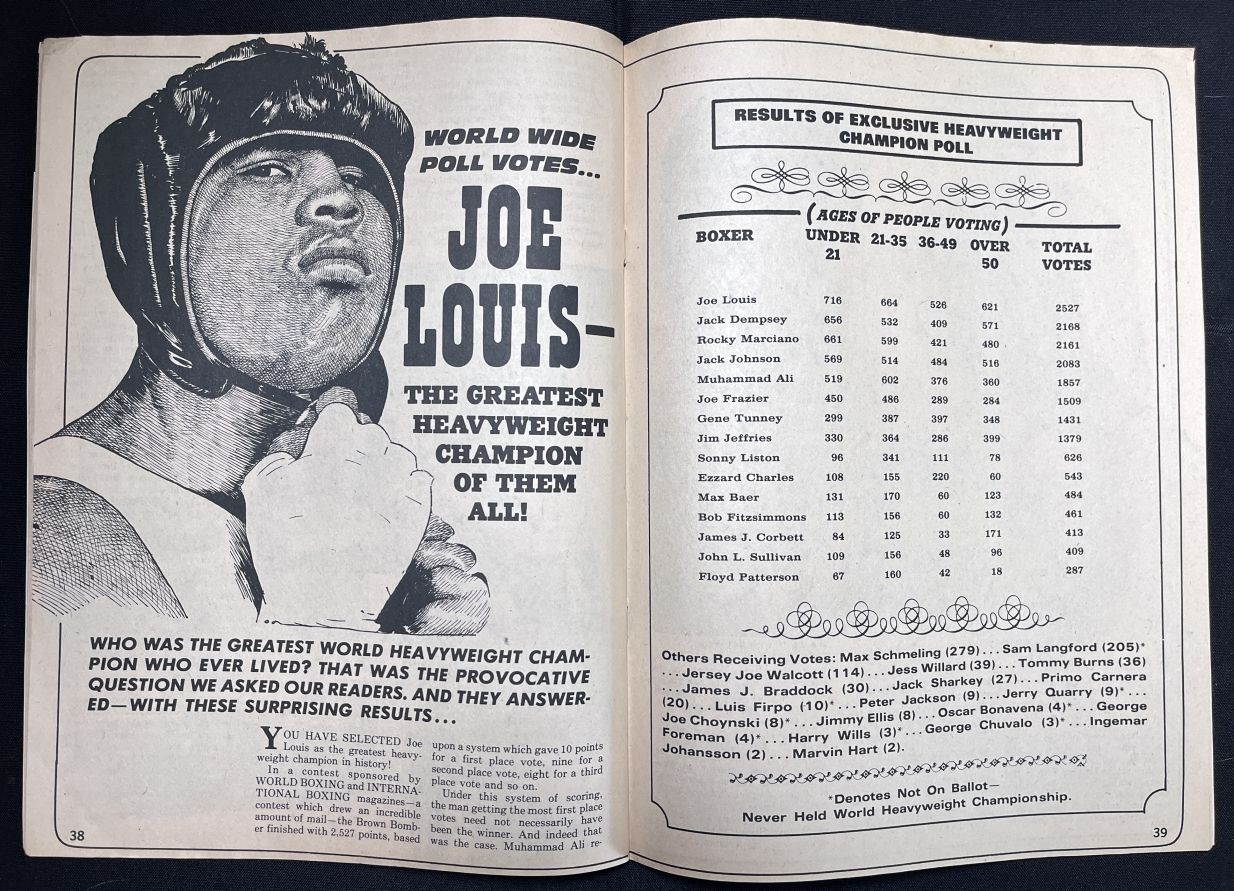 WORLD WIDE
POLL VOTES...
JOE
LOUIS—
THE GREATEST
HEAVYWEIGHT
CHAMPION
OF THEM
ALL!
WHO WAS THE GREATEST WORLD HEAVYWEIGHT CHAM-
PION WHO EVER LIVED? THAT WAS THE PROVOCATIVE
QUESTION WE ASKED OUR READERS. AND THEY ANSWER-
ED—WITH THESE SURPRISING RESULTS...
YOU HAVE SELECTED Joe
Louis as the greatest heavy-
weight champion in history!
In a contest sponsored by
WORLD BOXING and INTERNA-
TIONAL BOXING magazines—a
contest which drew an incredible
amount of mail—the Brown Bomb-
er finished with 2,527 points, based
upon a system which gave 10 points
for a first place vote, nine for a
second place vote, eight for a third
place vote and so on.
Under this system of scoring,
the man getting the most first place
votes need not necessarily have
been the winner. And indeed that
was the case. Muhammad Ali re-
38
RESULTS OF EXCLUSIVE HEAVYWEIGHT
CHAMPION POLL
(AGES OF PEOPLE VOTING)
BOXER UNDER 21-35 36-49 OVER TOTAL
21 50 VOTES
Joe Louis 716 664 526 621 2527
Jack Dempsey 656 532 409 571 2168
Rocky Marciano 661 599 421 480 2161
Jack Johnson 569 514 484 516 2083
Muhammad Ali 519 602 376 360 1857
Joe Frazier 450 486 289 284 1509
Gene Tunney 299 387 397 348 1431
Jim Jeffries 330 364 286 399 1379
Sonny Liston 96 341 111 78 626
Ezzard Charles 108 155 220 60 543
Max Baer 131 170 60 123 484
Bob Fitzsimmons 113 156 60 132 461
James J. Corbett 84 125 33 171 413
John L. Sullivan 109 156 48 96 409
Floyd Patterson 67 160 42 18 287
Others Receiving Votes: Max Schmeling (279)...Sam Langford (205)*
...Jersey Joe Walcott (114)...Jess Willard (39)...Tommy Burns (36)
...James J. Braddock (30)...Jack Sharkey (27)...Primo Carnera
(20)...Luis Firpo (10)*...Peter Jackson (9)...Jerry Quarry (9)*...
Joe Choynski (8)*...Jimmy Ellis (8)...Oscar Bonavena (4)*...George
Foreman (4)*...Harry Wills (3)*...George Chuvalo (3)*...Ingemar
Johansson (2)...Marvin Hart (2).
*Denotes Not On Ballot—
Never Held World Heavyweight Championship.
39